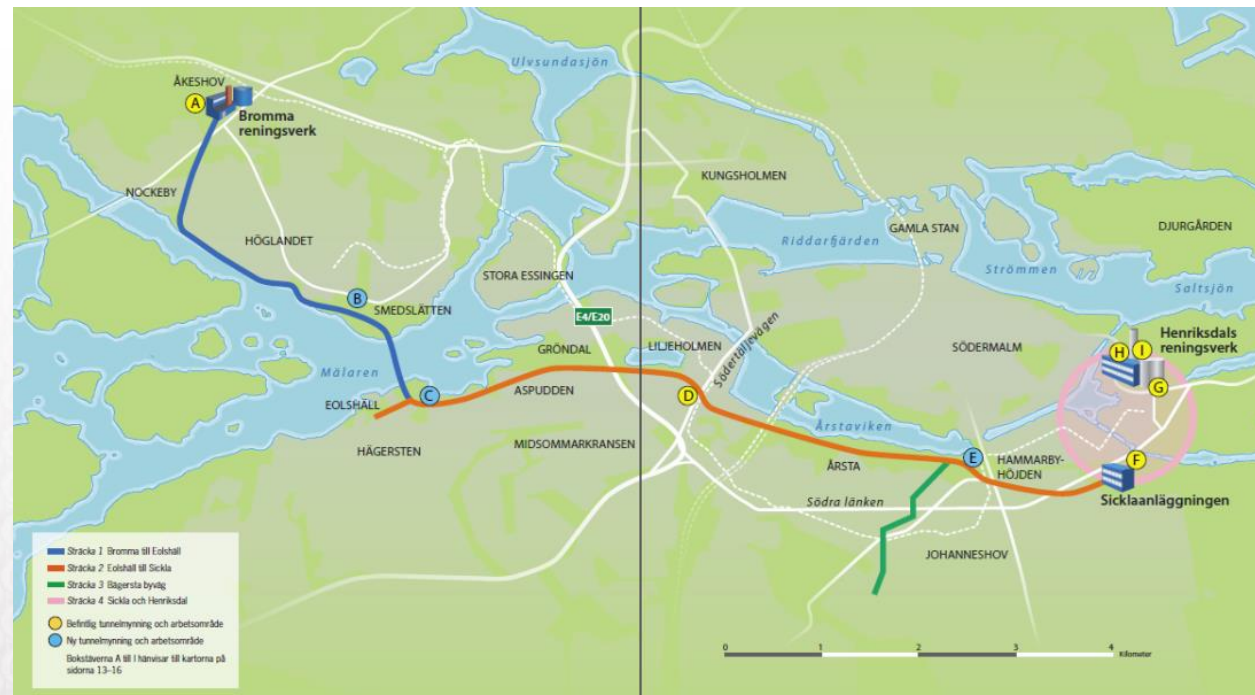 Ulvsundasjön
ÅKESHOV
A
Bromma
reningsverk
NOCKEBY
HÖGLANDET
B
SMEDSLÄTTEN
STORA ESSINGEN
E4/E20
GRÖNDAL
Mälaren
EOLSHÄLL
C
ASPUDDEN
HÄGERSTEN
MIDSOMMARKRANSEN
KUNGSHOLMEN
Riddarfjärden
GAMLA STAN
DJURGÅRDEN
Strömmen
Saltsjön
LILJEHOLMEN
Södertäljevägen
SÖDERMALM
Henriksdals
reningsverk
H
I
G
D
Årstaviken
ÅRSTA
E
HAMMARBY-
HÖJDEN
F
Sicklaanläggningen
Södra länken
JOHANNESHOV
Sträcka 1 Bromma till Eolshäll
Sträcka 2 Eolshäll till Sickla
Sträcka 3 Bägersta byväg
Sträcka 4 Sickla och Henriksdal
Befintlig tunnelmynning och arbetsområde
Ny tunnelmynning och arbetsområde
Bokstäverna A till I hänvisar till kartorna på
sidorna 13–16
0 1 2 3 4
Kilometer